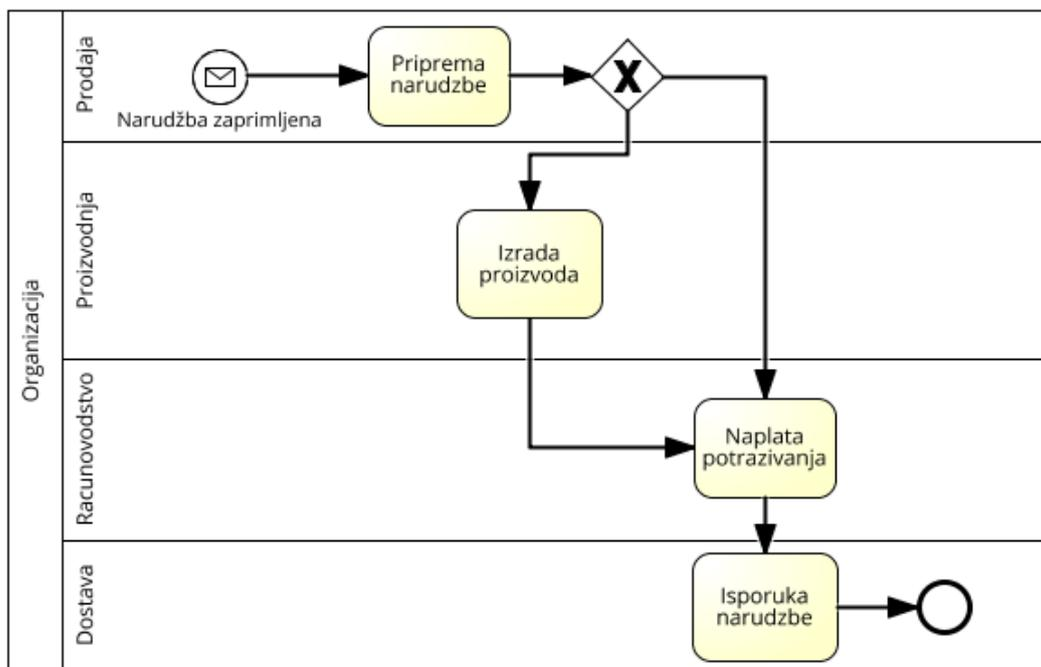 Organizacija
Prodaja
Narudžba zaprimljena
Priprema
narudzbe
X
Proizvodnja
Izrada
proizvoda
Racunovodstvo
Naplata
potrazivanja
Dostava
Isporuka
narudzbe